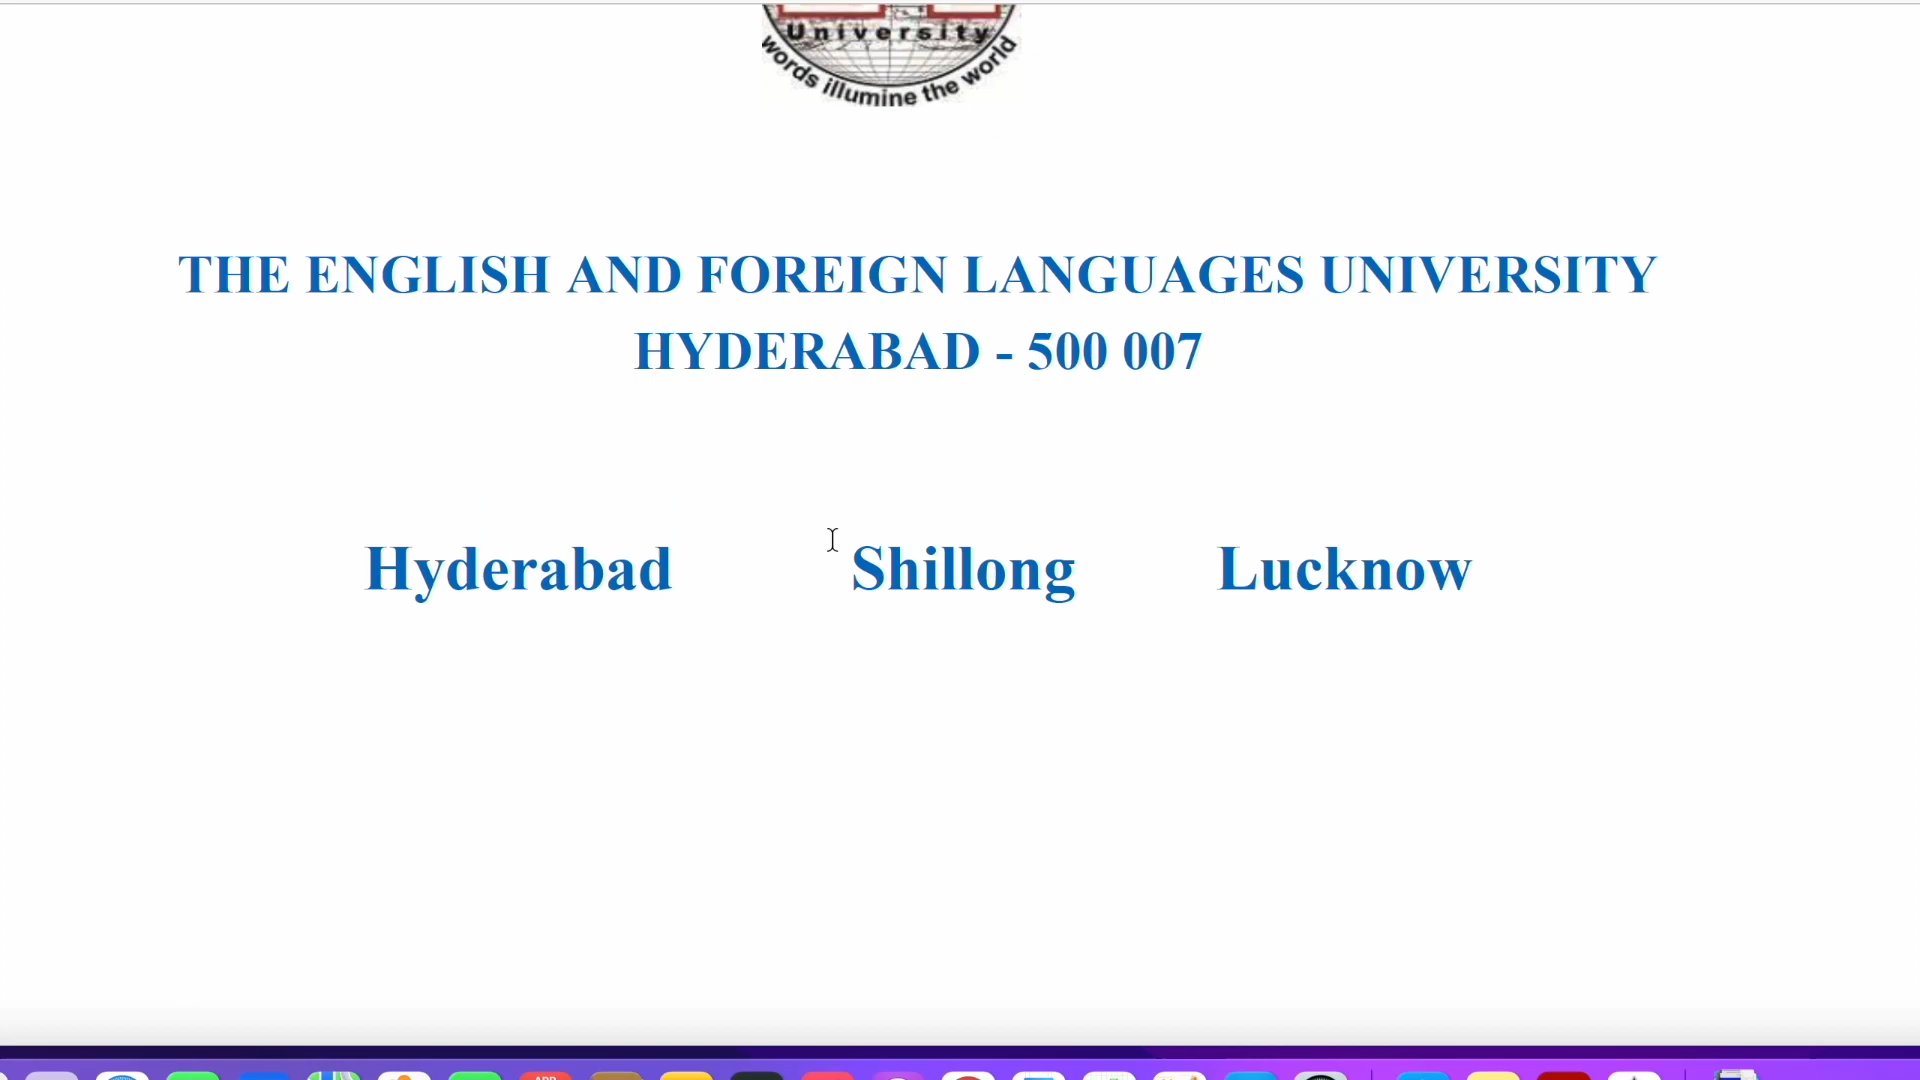 University
words illumine the world
THE ENGLISH AND FOREIGN LANGUAGES UNIVERSITY
HYDERABAD - 500 007
Hyderabad Shillong Lucknow